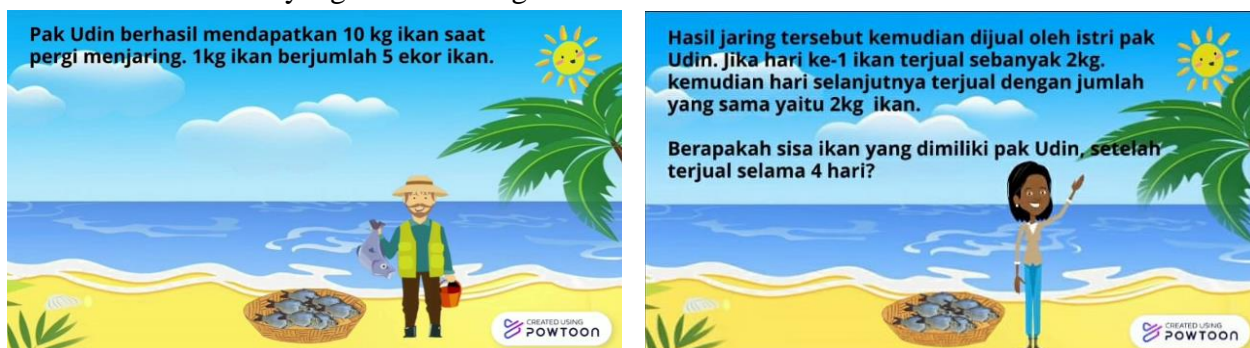 Pak Udin berhasil mendapatkan 10 kg ikan saat
pergi menjaring. 1kg ikan berjumlah 5 ekor ikan.
CREATED USING
POWTOON
Hasil jaring tersebut kemudian dijual oleh istri pak
Udin. Jika hari ke-1 ikan terjual sebanyak 2kg.
kemudian hari selanjutnya terjual dengan jumlah
yang sama yaitu 2kg ikan.
Berapakah sisa ikan yang dimiliki pak Udin, setelah
terjual selama 4 hari?
CREATED USING
POWTOON